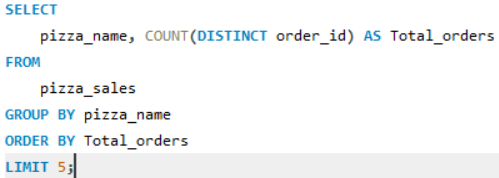 SELECT
pizza_name, COUNT(DISTINCT order_id) AS Total_orders
FROM
pizza_sales
GROUP BY pizza_name
ORDER BY Total_orders
LIMIT 5;